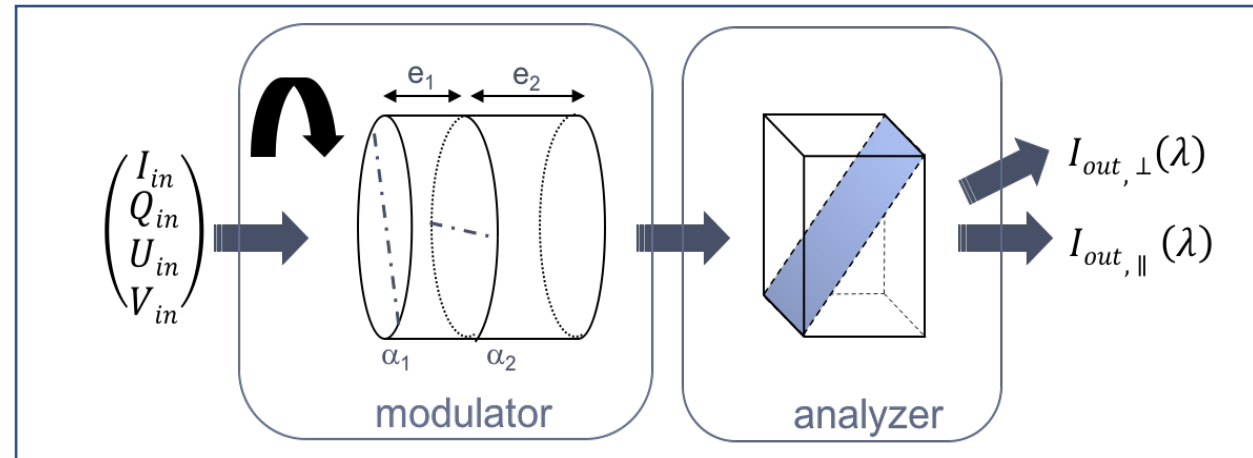 e₁ e₂
I_in
Q_in
U_in
V_in
I_out,⊥(λ)
I_out,∥ (λ)
α₁ α₂
modulator
analyzer